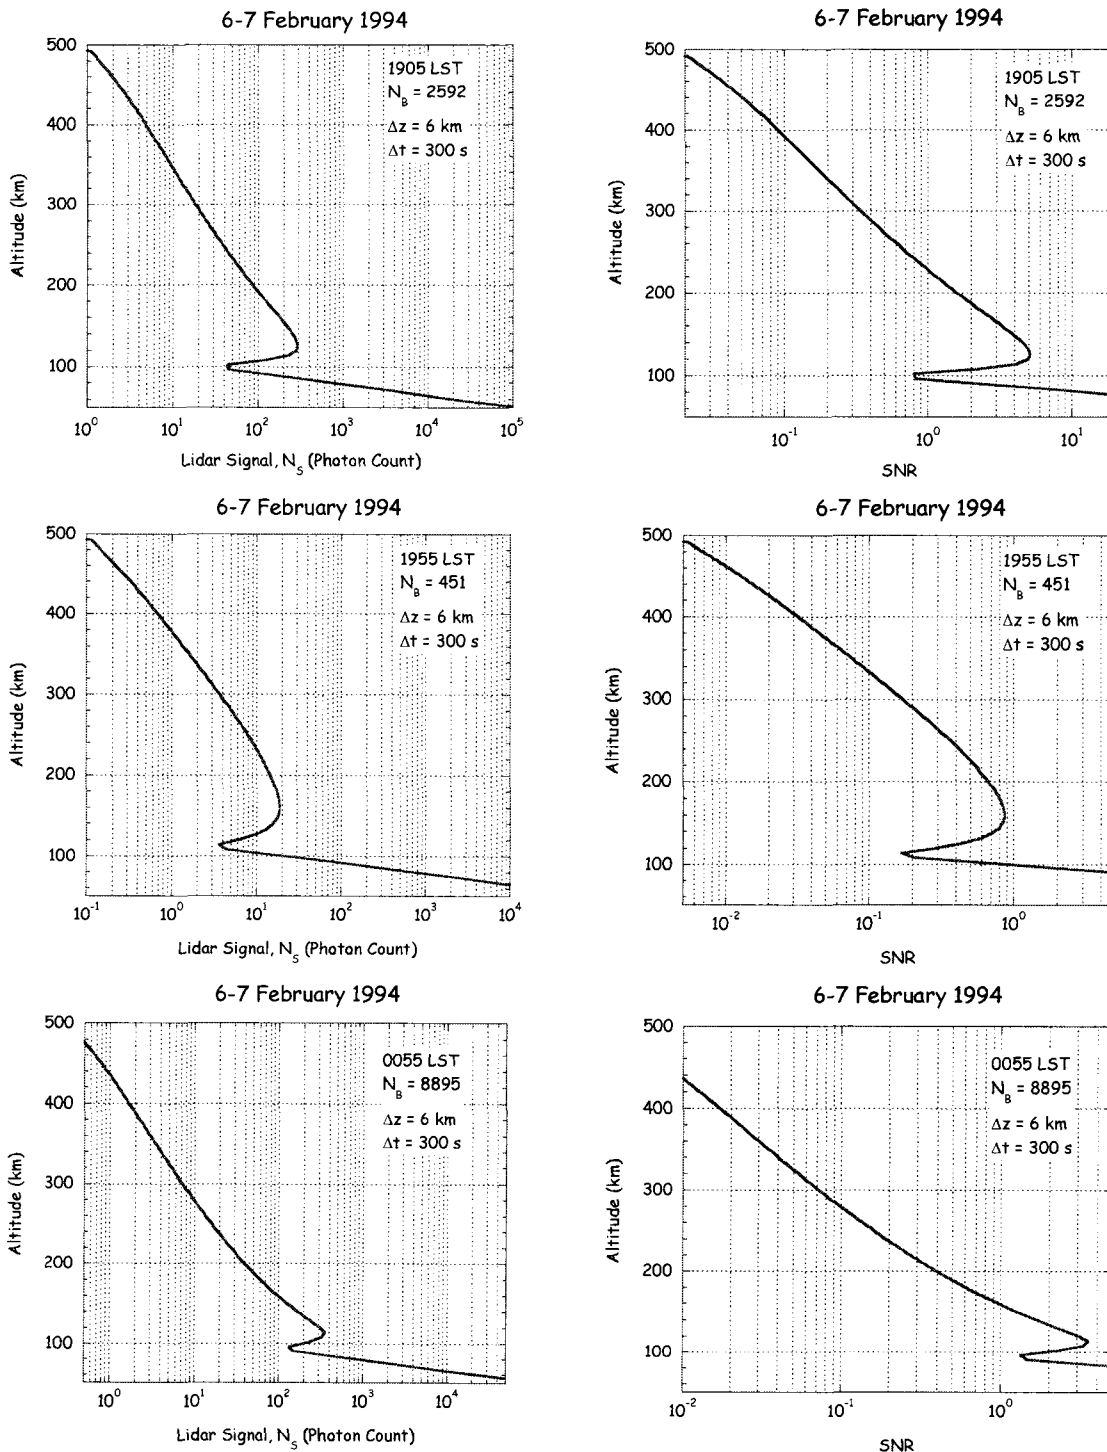 6-7 February 1994
500
400
300
200
100
Altitude (km)
1905 LST
N_B = 2592
Δz = 6 km
Δt = 300 s
10^0
10^1
10^2
10^3
10^4
10^5
Lidar Signal, N_S (Photon Count)
6-7 February 1994
500
400
300
200
100
Altitude (km)
1905 LST
N_B = 2592
Δz = 6 km
Δt = 300 s
10^-1
10^0
10^1
SNR
6-7 February 1994
500
400
300
200
100
Altitude (km)
1955 LST
N_B = 451
Δz = 6 km
Δt = 300 s
10^-1
10^0
10^1
10^2
10^3
10^4
Lidar Signal, N_S (Photon Count)
6-7 February 1994
500
400
300
200
100
Altitude (km)
1955 LST
N_B = 451
Δz = 6 km
Δt = 300 s
10^-2
10^-1
10^0
SNR
6-7 February 1994
500
400
300
200
100
Altitude (km)
0055 LST
N_B = 8895
Δz = 6 km
Δt = 300 s
10^0
10^1
10^2
10^3
10^4
Lidar Signal, N_S (Photon Count)
6-7 February 1994
500
400
300
200
100
Altitude (km)
0055 LST
N_B = 8895
Δz = 6 km
Δt = 300 s
10^-2
10^-1
10^0
SNR